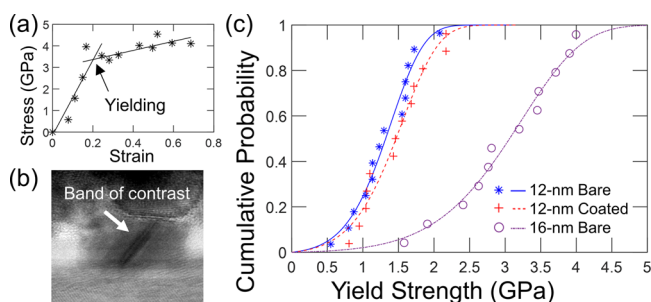 (a)
Stress (GPa)
5
4
3
2
1
0
Yielding
0 0.2 0.4 0.6 0.8
Strain
(b)
Band of contrast
(c)
Cumulative Probability
1
0.8
0.6
0.4
0.2
0
12-nm Bare
12-nm Coated
16-nm Bare
0 0.5 1 1.5 2 2.5 3 3.5 4 4.5 5
Yield Strength (GPa)